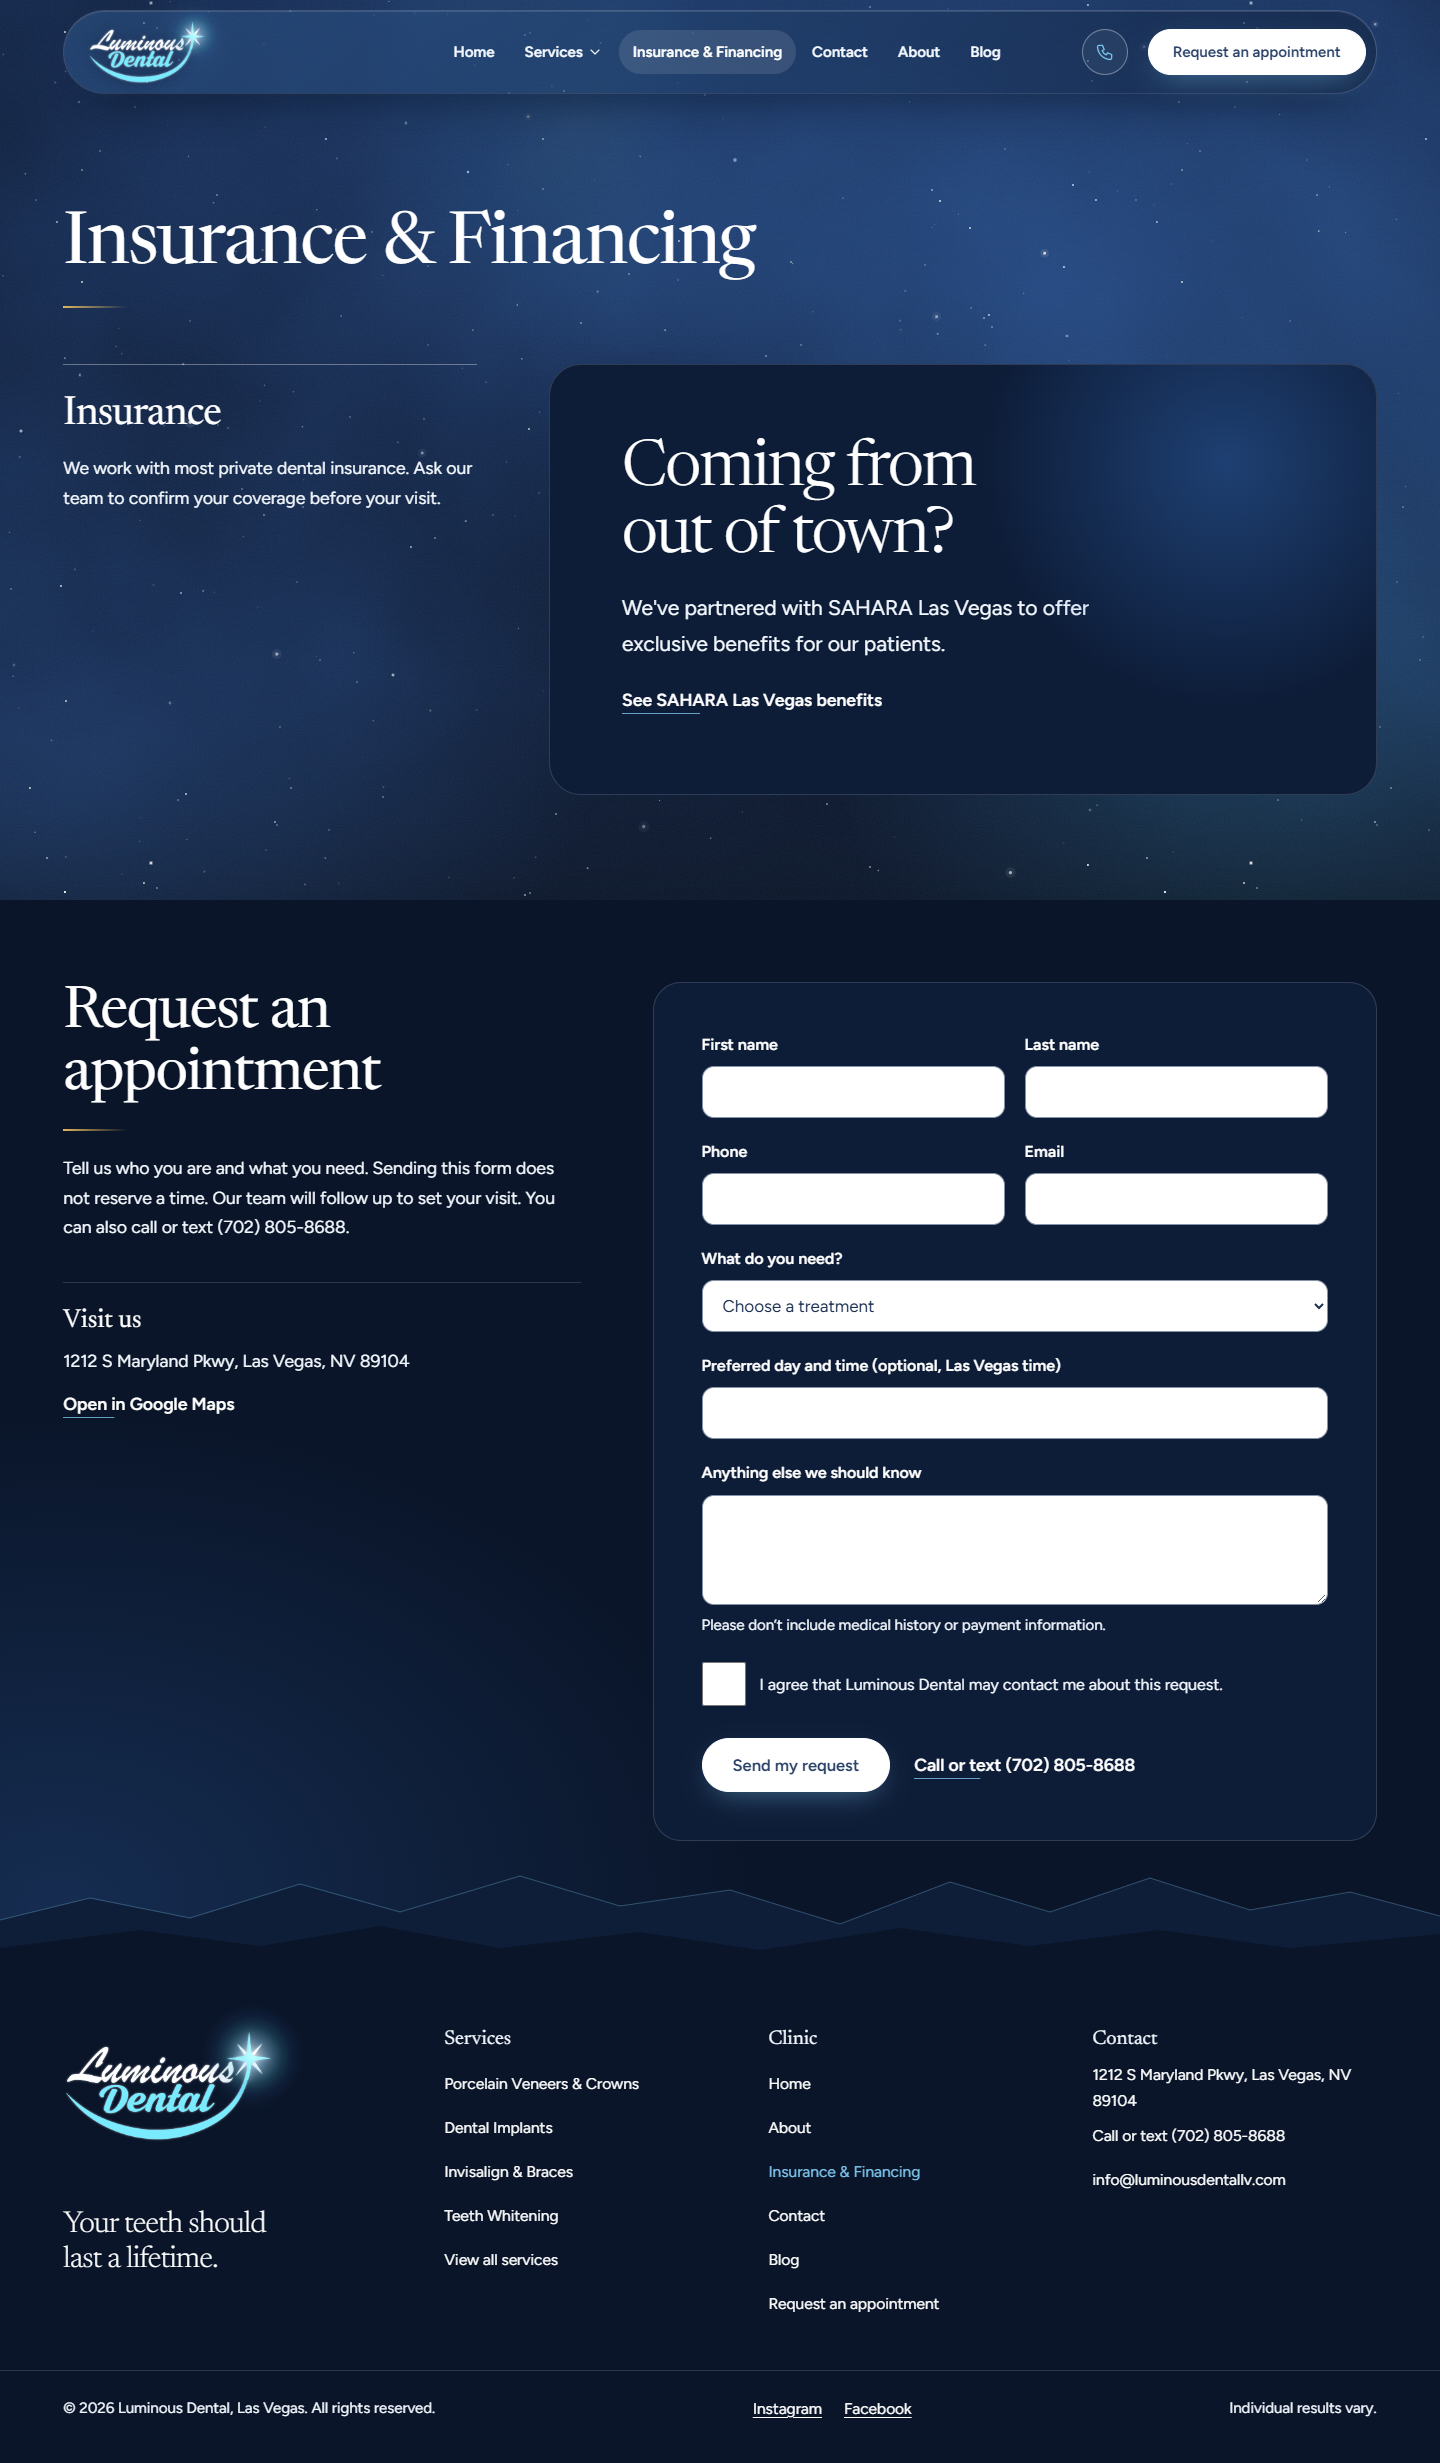 Luminous
Dental
Home
Services
Insurance & Financing
Contact
About
Blog
Request an appointment
Insurance & Financing
Insurance
We work with most private dental insurance. Ask our
team to confirm your coverage before your visit.
Coming from
out of town?
We've partnered with SAHARA Las Vegas to offer
exclusive benefits for our patients.
See SAHARA Las Vegas benefits
Request an
appointment
Tell us who you are and what you need. Sending this form does
not reserve a time. Our team will follow up to set your visit. You
can also call or text (702) 805-8688.
Visit us
1212 S Maryland Pkwy, Las Vegas, NV 89104
Open in Google Maps
First name
Last name
Phone
Email
What do you need?
Choose a treatment
Preferred day and time (optional, Las Vegas time)
Anything else we should know
Please don’t include medical history or payment information.
I agree that Luminous Dental may contact me about this request.
Send my request
Call or text (702) 805-8688
Luminous
Dental
Your teeth should
last a lifetime.
Services
Porcelain Veneers & Crowns
Dental Implants
Invisalign & Braces
Teeth Whitening
View all services
Clinic
Home
About
Insurance & Financing
Contact
Blog
Request an appointment
Contact
1212 S Maryland Pkwy, Las Vegas, NV
89104
Call or text (702) 805-8688
info@luminousdentallv.com
© 2026 Luminous Dental, Las Vegas. All rights reserved.
Instagram
Facebook
Individual results vary.